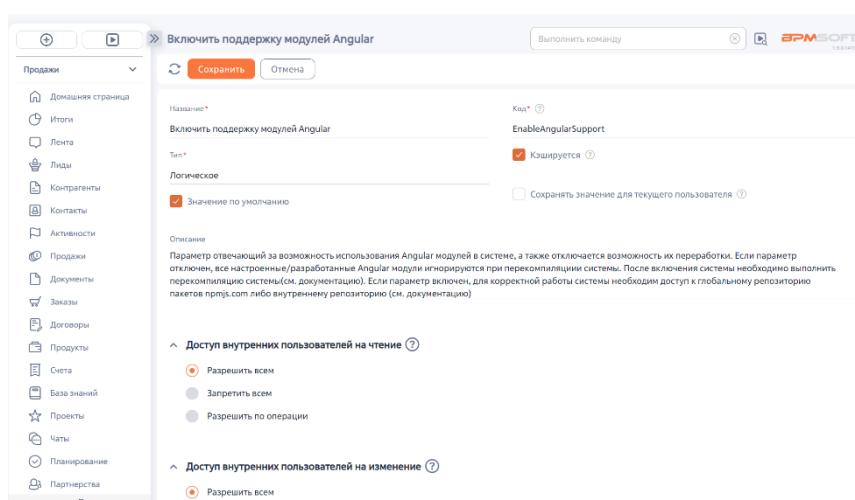 Включить поддержку модулей Angular
Выполнить команду
BPMSOFT
Продажи
Сохранить
Отмена
Домашняя страница
Итоги
Лента
Лиды
Контрагенты
Контакты
Активности
Продажи
Документы
Заказы
Договоры
Продукты
Счета
База знаний
Проекты
Чаты
Планирование
Партнерства
Название*
Включить поддержку модулей Angular
Код* ?
EnableAngularSupport
Тип*
Логическое
Кэшируется ?
Значение по умолчанию
Сохранять значение для текущего пользователя ?
Описание
Параметр отвечающий за возможность использования Angular модулей в системе, а также отключается возможность их переработки. Если параметр
отключен, все настроенные/разработанные Angular модули игнорируются при перекомпиляциии системы. После включения системы необходимо выполнить
перекомпиляцию системы(см. документацию). Если параметр включен, для корректной работы системы необходим доступ к глобальному репозиторию
пакетов npmjs.com либо внутреннему репозиторию (см. документацию)
Доступ внутренних пользователей на чтение ?
Разрешить всем
Запретить всем
Разрешить по операции
Доступ внутренних пользователей на изменение ?
Разрешить всем